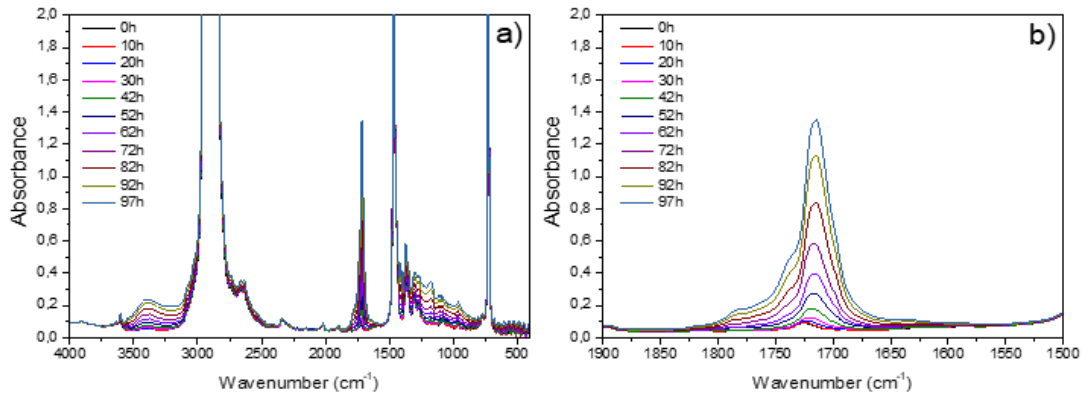 a)
2,0
1,8
1,6
1,4
1,2
1,0
0,8
0,6
0,4
0,2
0,0
Absorbance
0h
10h
20h
30h
42h
52h
62h
72h
82h
92h
97h
4000 3500 3000 2500 2000 1500 1000 500
Wavenumber (cm-1)
b)
2,0
1,8
1,6
1,4
1,2
1,0
0,8
0,6
0,4
0,2
0,0
Absorbance
0h
10h
20h
30h
42h
52h
62h
72h
82h
92h
97h
1900 1850 1800 1750 1700 1650 1600 1550 1500
Wavenumber (cm-1)